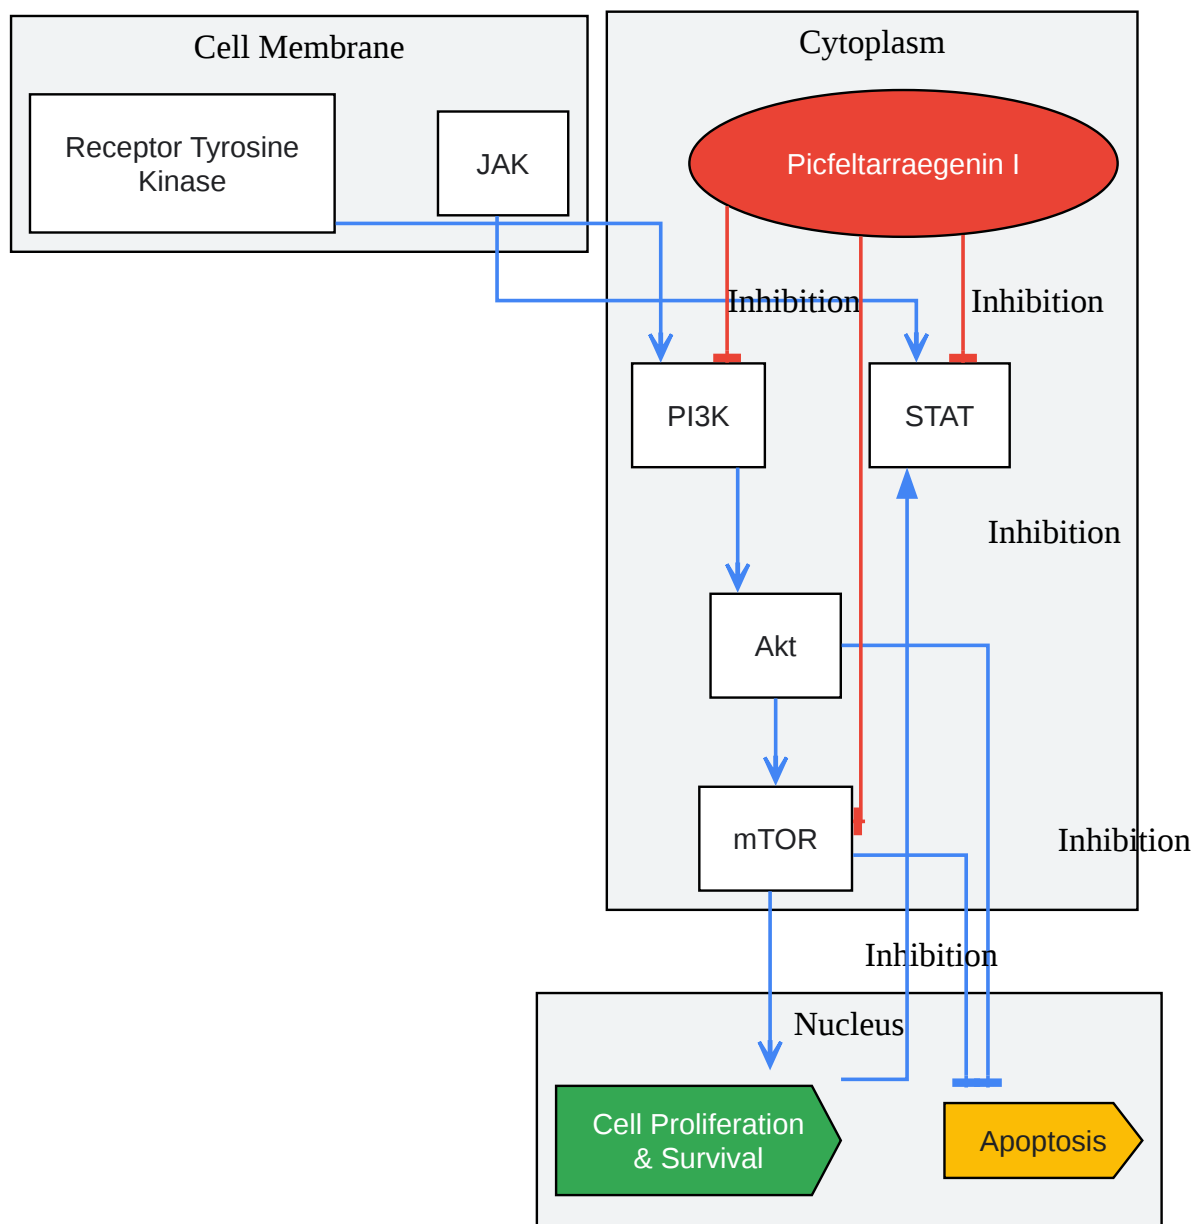 Cell Membrane
Cytoplasm
Receptor Tyrosine
Kinase
JAK
Picfeltarraegenin I
Inhibition
Inhibition
PI3K
STAT
Inhibition
Akt
mTOR
Inhibition
Inhibition
Nucleus
Cell Proliferation
& Survival
Apoptosis